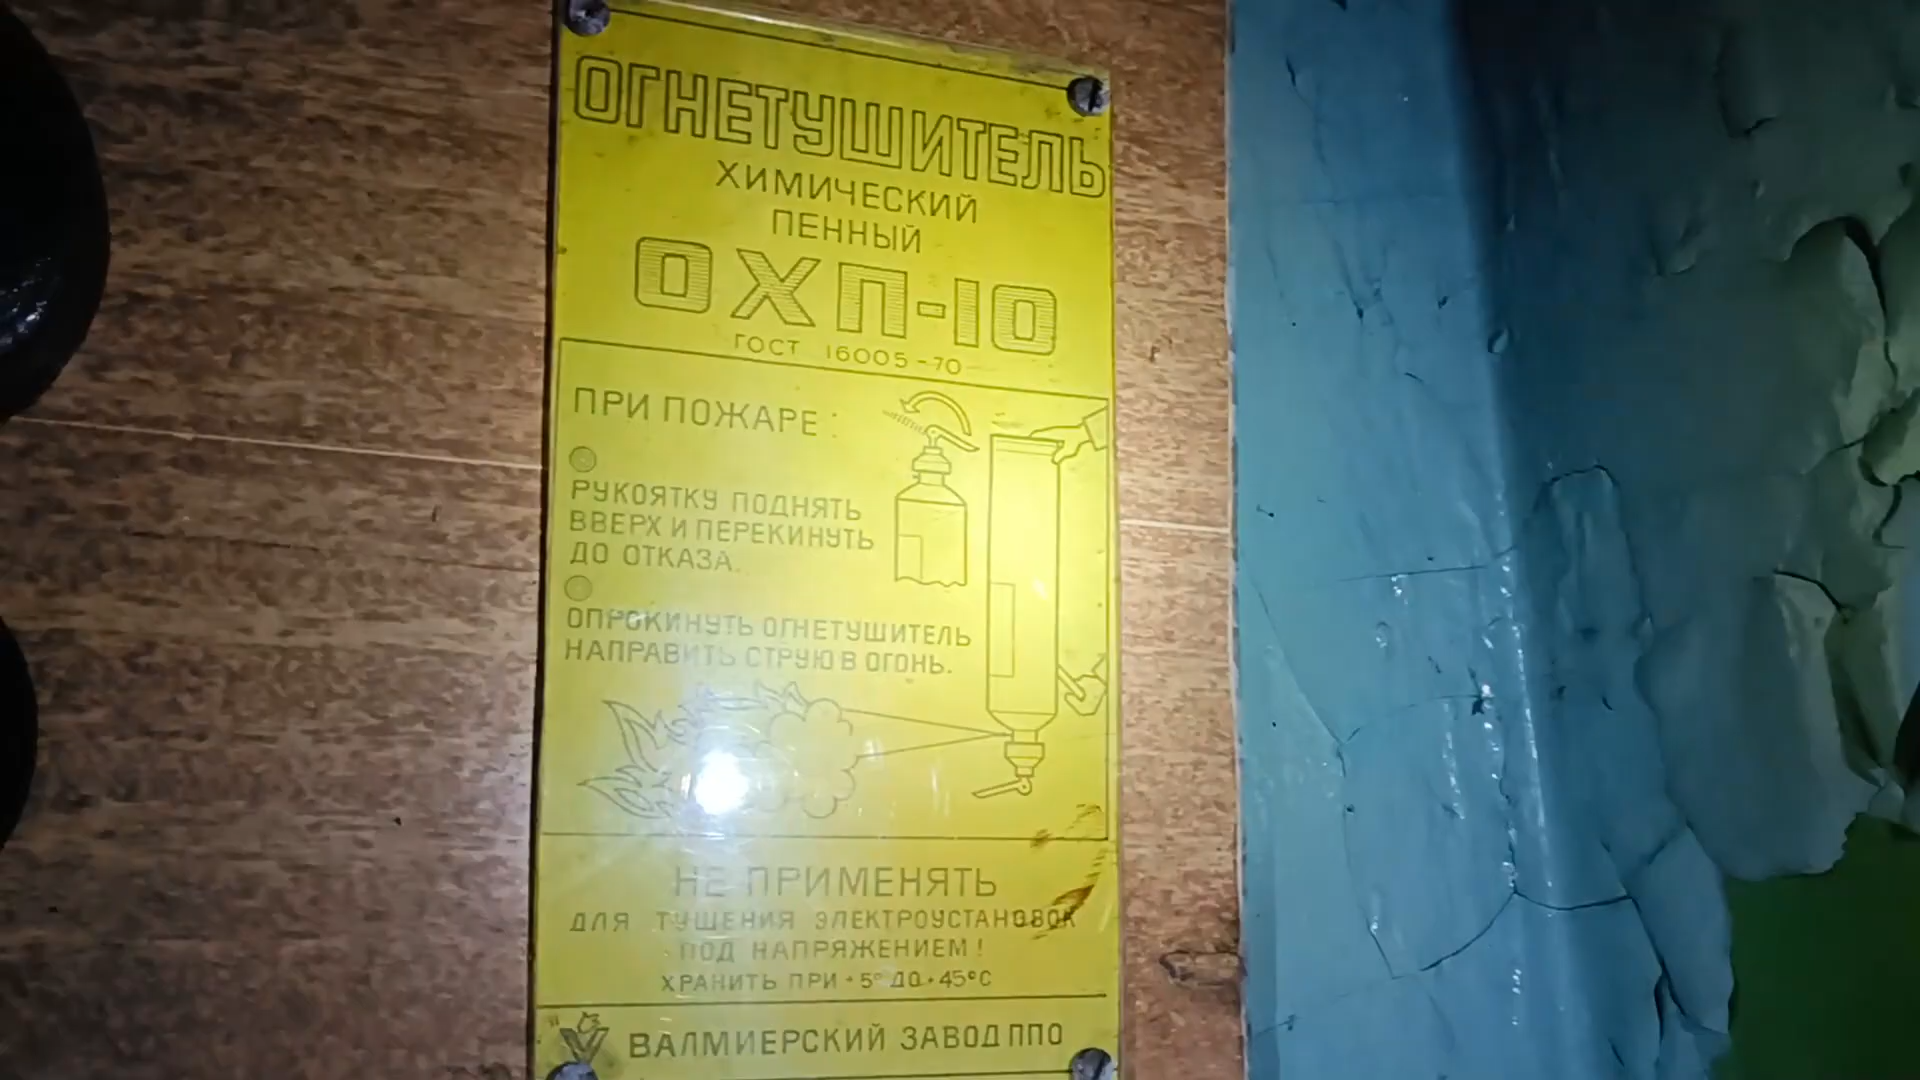 ОГНЕТУШИТЕЛЬ
ХИМИЧЕСКИЙ
ПЕННЫЙ
ОХП-10
ГОСТ 16005-70
ПРИ ПОЖАРЕ:
РУКОЯТКУ ПОДНЯТЬ
ВВЕРХ И ПЕРЕКИНУТЬ
ДО ОТКАЗА.
ОПРОКИНУТЬ ОГНЕТУШИТЕЛЬ
НАПРАВИТЬ СТРУЮ В ОГОНЬ.
НЕ ПРИМЕНЯТЬ
ДЛЯ ТУШЕНИЯ ЭЛЕКТРОУСТАНОВОК
ПОД НАПРЯЖЕНИЕМ!
ХРАНИТЬ ПРИ +5° ДО +45°С
ВАЛМИЕРСКИЙ ЗАВОД ППО